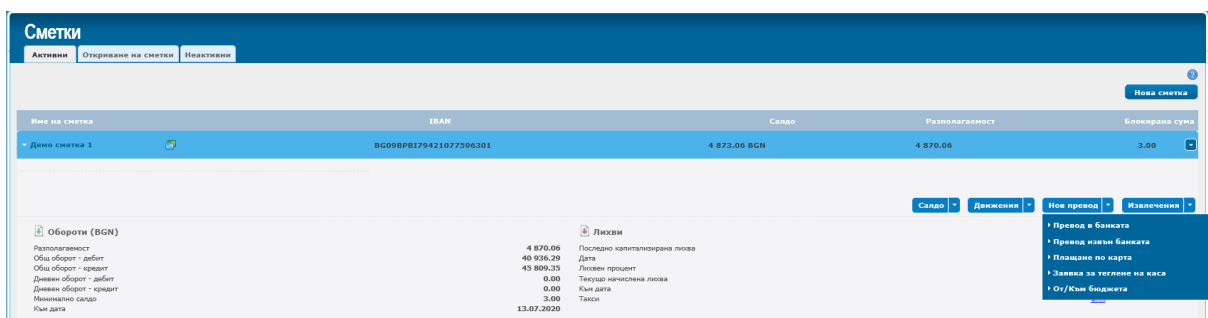 Сметки
Активни Откриване на сметки Неактивни
?
Нова сметка
Име на сметка IBAN Салдо Разполагаемост Блокирана сума
Демо сметка 1 BG09BPBI79421077596301 4 873.06 BGN 4 870.06 3.00
Салдо Движения Нов превод Извлечения
Превод в банката
Превод извън банката
Плащане по карта
Заявка за теглене на каса
От/Към бюджета
Обороти (BGN)
Разполагаемост 4 870.06
Общ оборот - дебит 40 936.29
Общ оборот - кредит 45 809.35
Дневен оборот - дебит 0.00
Дневен оборот - кредит 0.00
Минимално салдо 3.00
Към дата 13.07.2020
Лихви
Последно капитализирана лихва
Дата
Лихвен процент
Текущо начислена лихва
Към дата
Такси